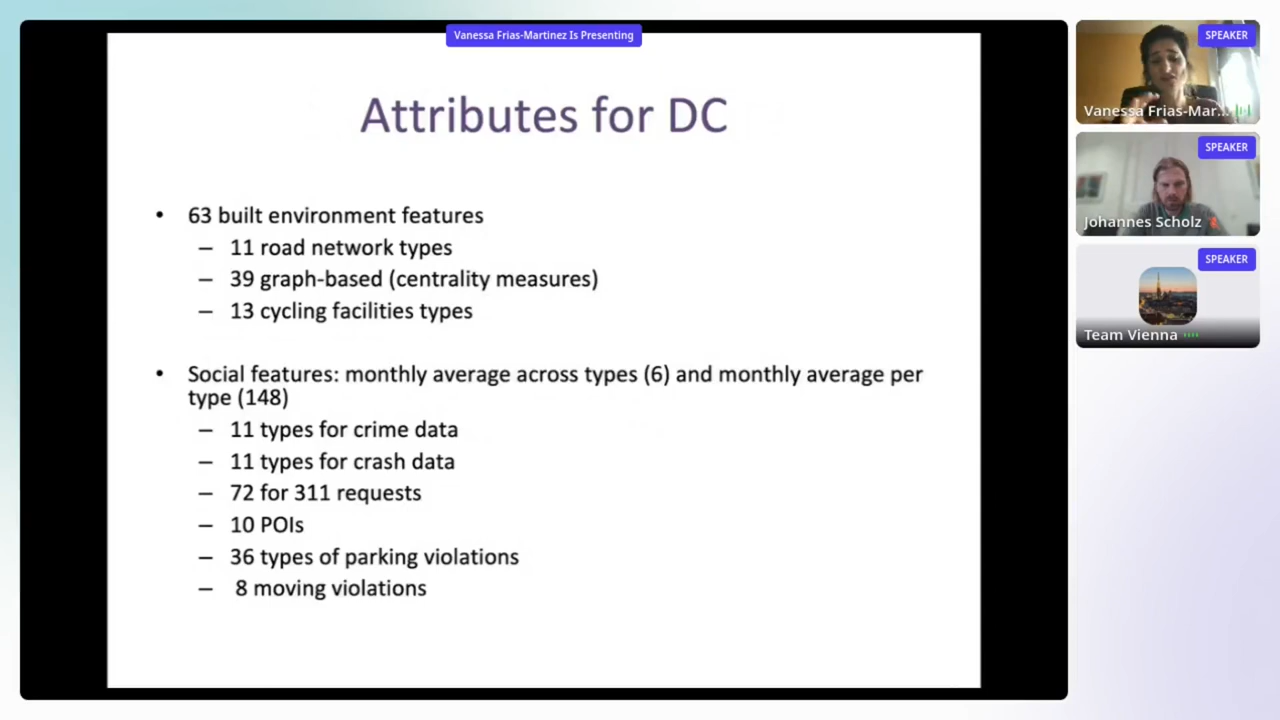 Vanessa Frias-Martinez Is Presenting
Attributes for DC
• 63 built environment features
– 11 road network types
– 39 graph-based (centrality measures)
– 13 cycling facilities types
• Social features: monthly average across types (6) and monthly average per
type (148)
– 11 types for crime data
– 11 types for crash data
– 72 for 311 requests
– 10 POIs
– 36 types of parking violations
– 8 moving violations
SPEAKER
Vanessa Frias-Mar...
SPEAKER
Johannes Scholz
SPEAKER
Team Vienna